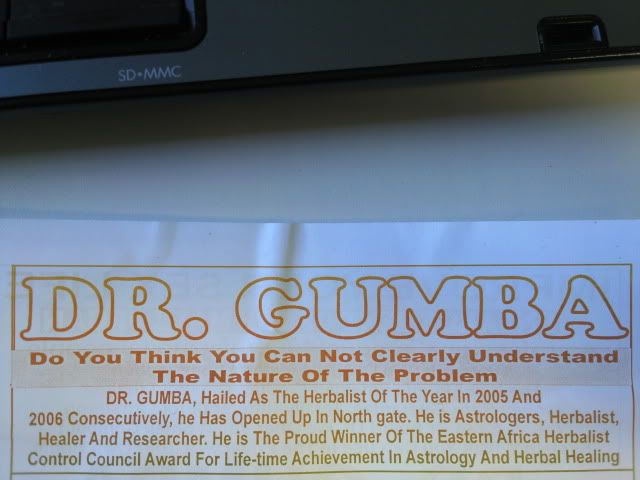 SD•MMC
DR. GUMBA
Do You Think You Can Not Clearly Understand
The Nature Of The Problem
DR. GUMBA, Hailed As The Herbalist Of The Year In 2005 And
2006 Consecutively, he Has Opened Up In North gate. He is Astrologers, Herbalist,
Healer And Researcher. He is The Proud Winner Of The Eastern Africa Herbalist
Control Council Award For Life-time Achievement In Astrology And Herbal Healing